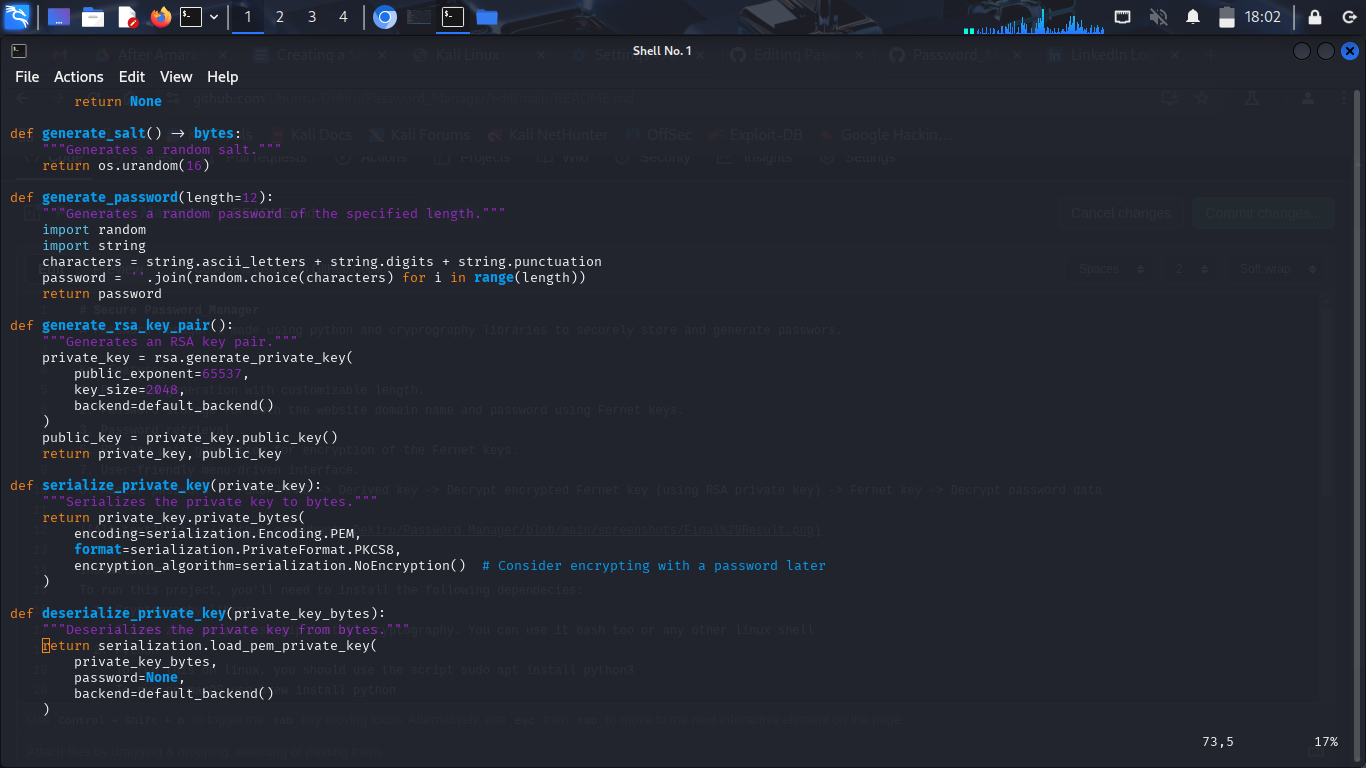 1 2 3 4 18:02
Shell No. 1
File Actions Edit View Help
        return None
def generate_salt() -> bytes:
    """Generates a random salt."""
    return os.urandom(16)
def generate_password(length=12):
    """Generates a random password of the specified length."""
    import random
    import string
    characters = string.ascii_letters + string.digits + string.punctuation
    password = ''.join(random.choice(characters) for i in range(length))
    return password
def generate_rsa_key_pair():
    """Generates an RSA key pair."""
    private_key = rsa.generate_private_key(
        public_exponent=65537,
        key_size=2048,
        backend=default_backend()
    )
    public_key = private_key.public_key()
    return private_key, public_key
def serialize_private_key(private_key):
    """Serializes the private key to bytes."""
    return private_key.private_bytes(
        encoding=serialization.Encoding.PEM,
        format=serialization.PrivateFormat.PKCS8,
        encryption_algorithm=serialization.NoEncryption()  # Consider encrypting with a password later
    )
def deserialize_private_key(private_key_bytes):
    """Deserializes the private key from bytes."""
    return serialization.load_pem_private_key(
        private_key_bytes,
        password=None,
        backend=default_backend()
    )
73,5 17%